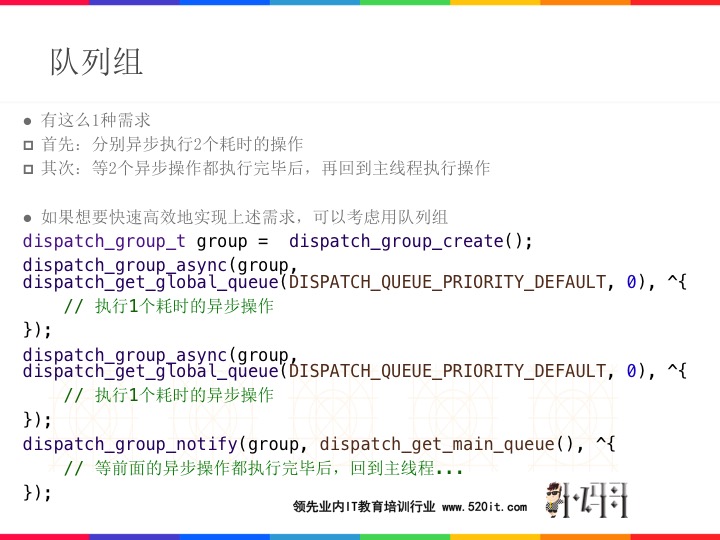 队列组
● 有这么1种需求
首先：分别异步执行2个耗时的操作
其次：等2个异步操作都执行完毕后，再回到主线程执行操作
● 如果想要快速高效地实现上述需求，可以考虑用队列组
dispatch_group_t group =  dispatch_group_create();
dispatch_group_async(group,
dispatch_get_global_queue(DISPATCH_QUEUE_PRIORITY_DEFAULT, 0), ^{
    // 执行1个耗时的异步操作
});
dispatch_group_async(group,
dispatch_get_global_queue(DISPATCH_QUEUE_PRIORITY_DEFAULT, 0), ^{
    // 执行1个耗时的异步操作
});
dispatch_group_notify(group, dispatch_get_main_queue(), ^{
    // 等前面的异步操作都执行完毕后，回到主线程...
});
领先业内IT教育培训行业 www.520it.com
小码哥